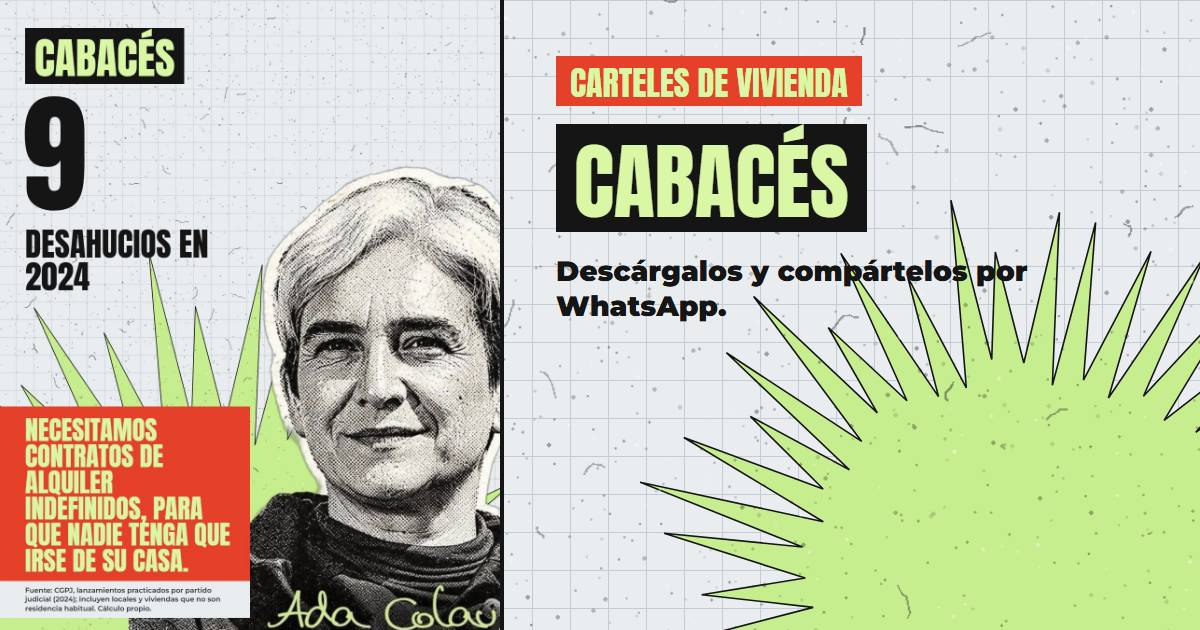 CABACÉS
9
DESAHUCIOS EN
2024
NECESITAMOS
CONTRATOS DE
ALQUILER
INDEFINIDOS, PARA
QUE NADIE TENGA QUE
IRSE DE SU CASA.
Fuente: CGPJ, lanzamientos practicados por partido
judicial (2024); incluyen locales y viviendas que no son
residencia habitual. Cálculo propio.
Ada Colau
CARTELES DE VIVIENDA
CABACÉS
Descárgalos y compártelos por
WhatsApp.